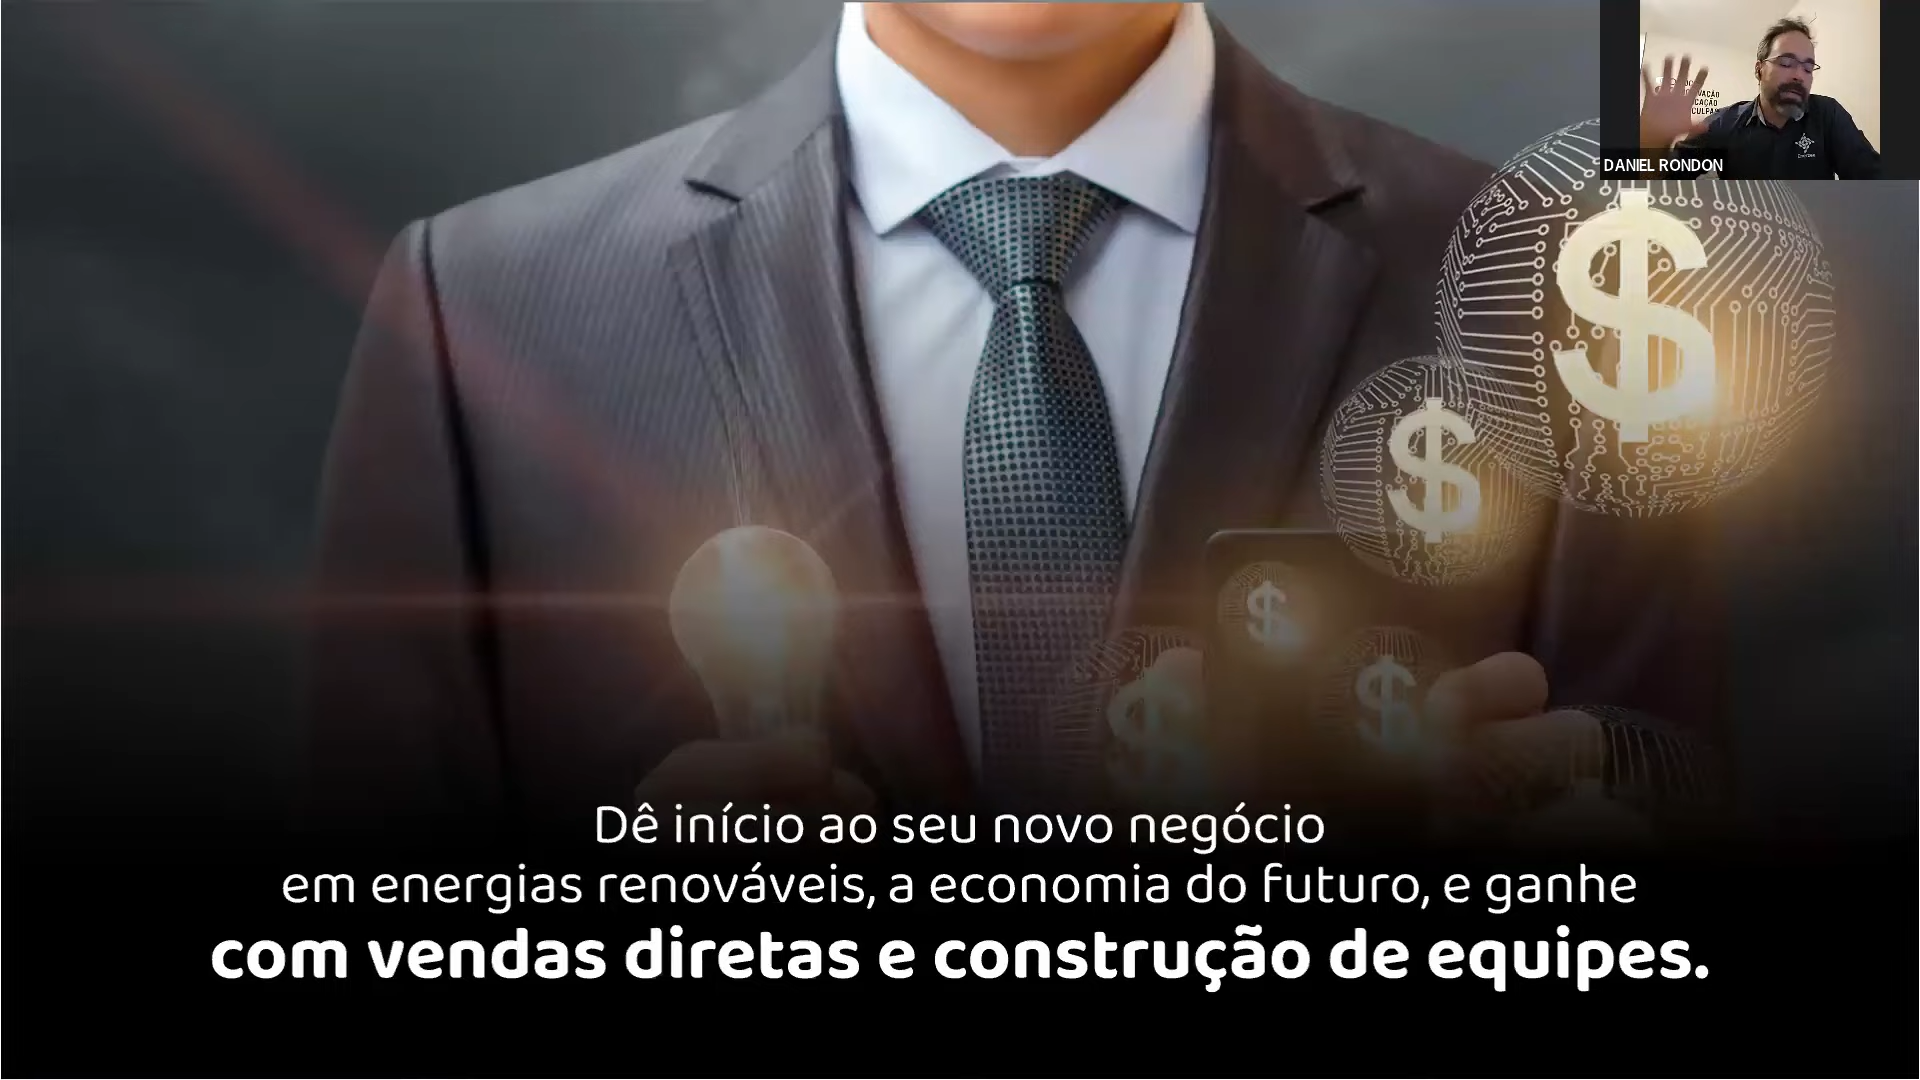 DANIEL RONDON
$
$
$
$
$
Dê início ao seu novo negócio
em energias renováveis, a economia do futuro, e ganhe
com vendas diretas e construção de equipes.